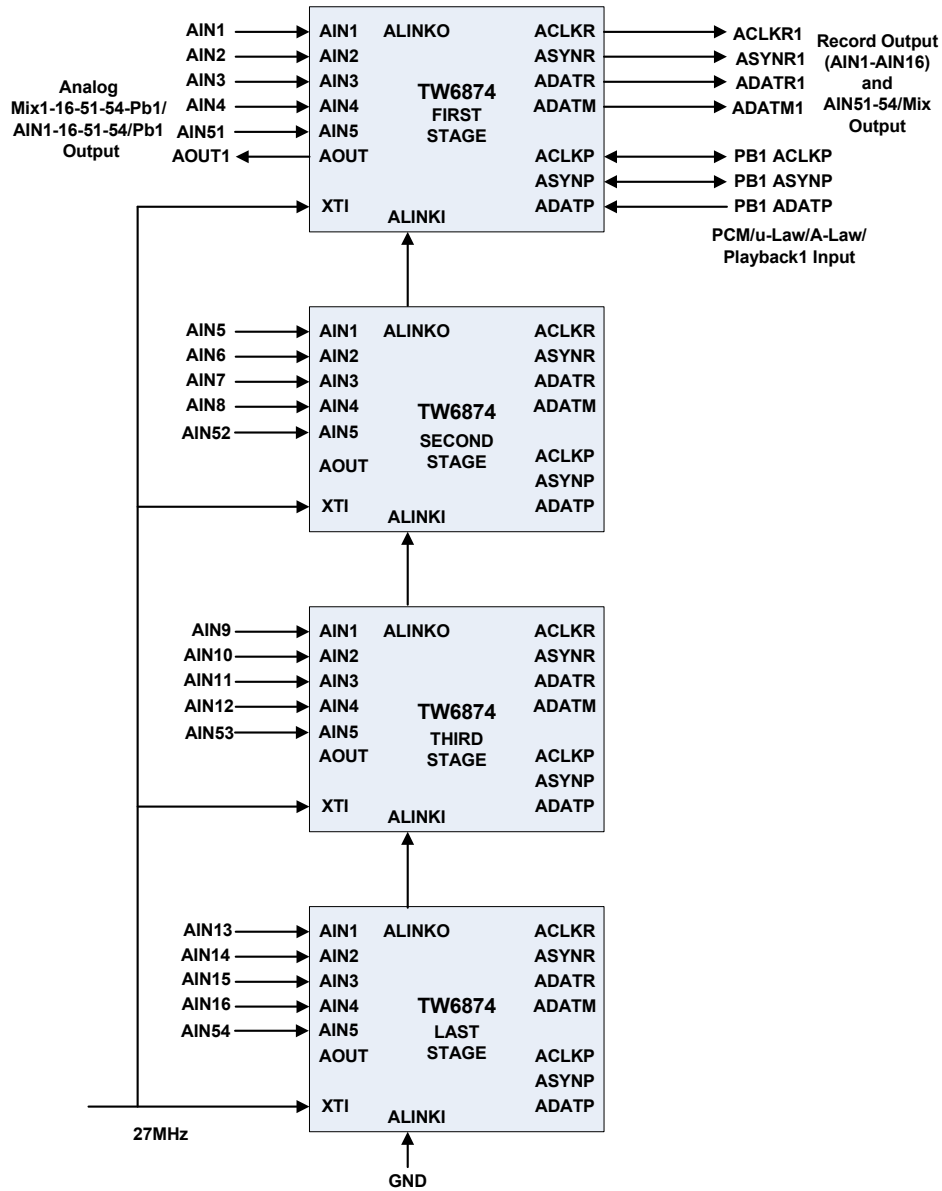 Analog
Mix1-16-51-54-Pb1/
AIN1-16-51-54/Pb1
Output
AIN1
AIN2
AIN3
AIN4
AIN51
AOUT1
AIN1 ALINKO ACLKR
AIN2 ASYNR
AIN3 ADATR
AIN4 ADATM
AIN5
AOUT ACLKP
ASYNP
XTI ADATP
ALINKI
TW6874
FIRST
STAGE
ACLKR1
ASYNR1
ADATR1
ADATM1
Record Output
(AIN1-AIN16)
and
AIN51-54/Mix
Output
PB1 ACLKP
PB1 ASYNP
PB1 ADATP
PCM/u-Law/A-Law/
Playback1 Input
AIN5
AIN6
AIN7
AIN8
AIN52
AIN1 ALINKO ACLKR
AIN2 ASYNR
AIN3 ADATR
AIN4 ADATM
AIN5
AOUT ACLKP
ASYNP
XTI ADATP
ALINKI
TW6874
SECOND
STAGE
AIN9
AIN10
AIN11
AIN12
AIN53
AIN1 ALINKO ACLKR
AIN2 ASYNR
AIN3 ADATR
AIN4 ADATM
AIN5
AOUT ACLKP
ASYNP
XTI ADATP
ALINKI
TW6874
THIRD
STAGE
AIN13
AIN14
AIN15
AIN16
AIN54
AIN1 ALINKO ACLKR
AIN2 ASYNR
AIN3 ADATR
AIN4 ADATM
AIN5
AOUT ACLKP
ASYNP
XTI ADATP
ALINKI
TW6874
LAST
STAGE
27MHz
GND